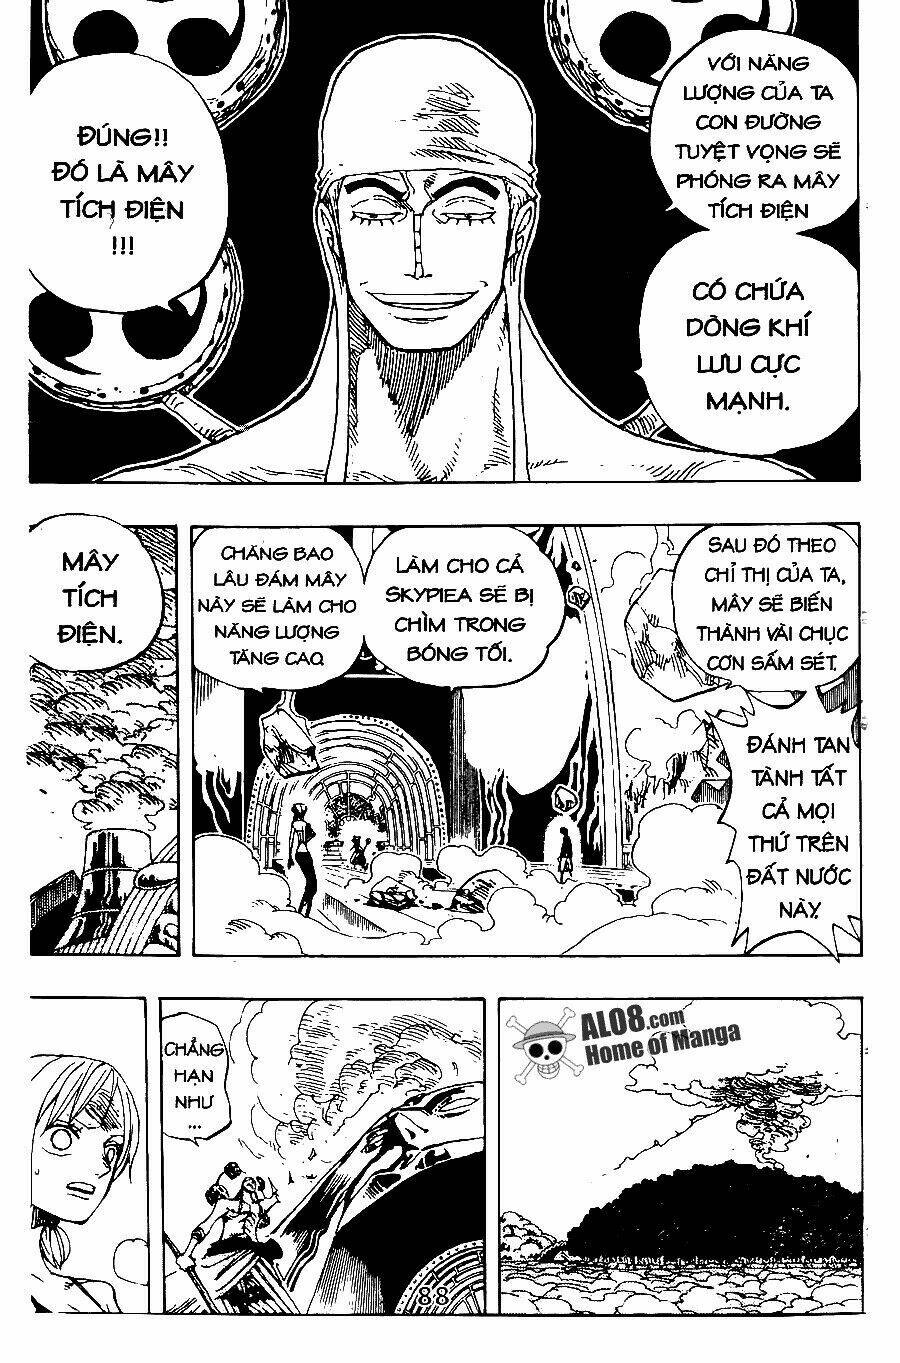 VỚI NĂNG
LƯỢNG CỦA TA
CON ĐƯỜNG
TUYỆT VỌNG SẼ
PHÓNG RA MÂY
TÍCH ĐIỆN
CÓ CHỨA
DÒNG KHÍ
LƯU CỰC
MẠNH.
ĐÚNG!!
ĐÓ LÀ MÂY
TÍCH ĐIỆN
!!!
SAU ĐÓ THEO
CHỈ THỊ CỦA TA,
MÂY SẼ BIẾN
THÀNH VÀI CHỤC
CƠN SẤM SÉT.
ĐÁNH TAN
TÀNH TẤT
CẢ MỌI
THỨ TRÊN
ĐẤT NƯỚC
NÀY.
LÀM CHO CẢ
SKYPIEA SẼ BỊ
CHÌM TRONG
BÓNG TỐI.
CHẲNG BAO
LÂU ĐÁM MÂY
NÀY SẼ LÀM CHO
NĂNG LƯỢNG
TĂNG CAO.
MÂY
TÍCH
ĐIỆN.
ALO8.com
Home of Manga
CHẲNG
HẠN
NHƯ
...
88